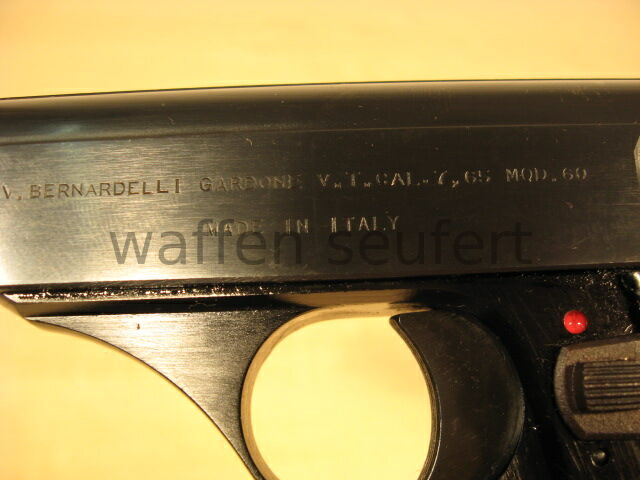 V. BERNARDELLI GARDONE V.T. CAL. 7,65 MOD. 60
MADE IN ITALY
waffen seufert